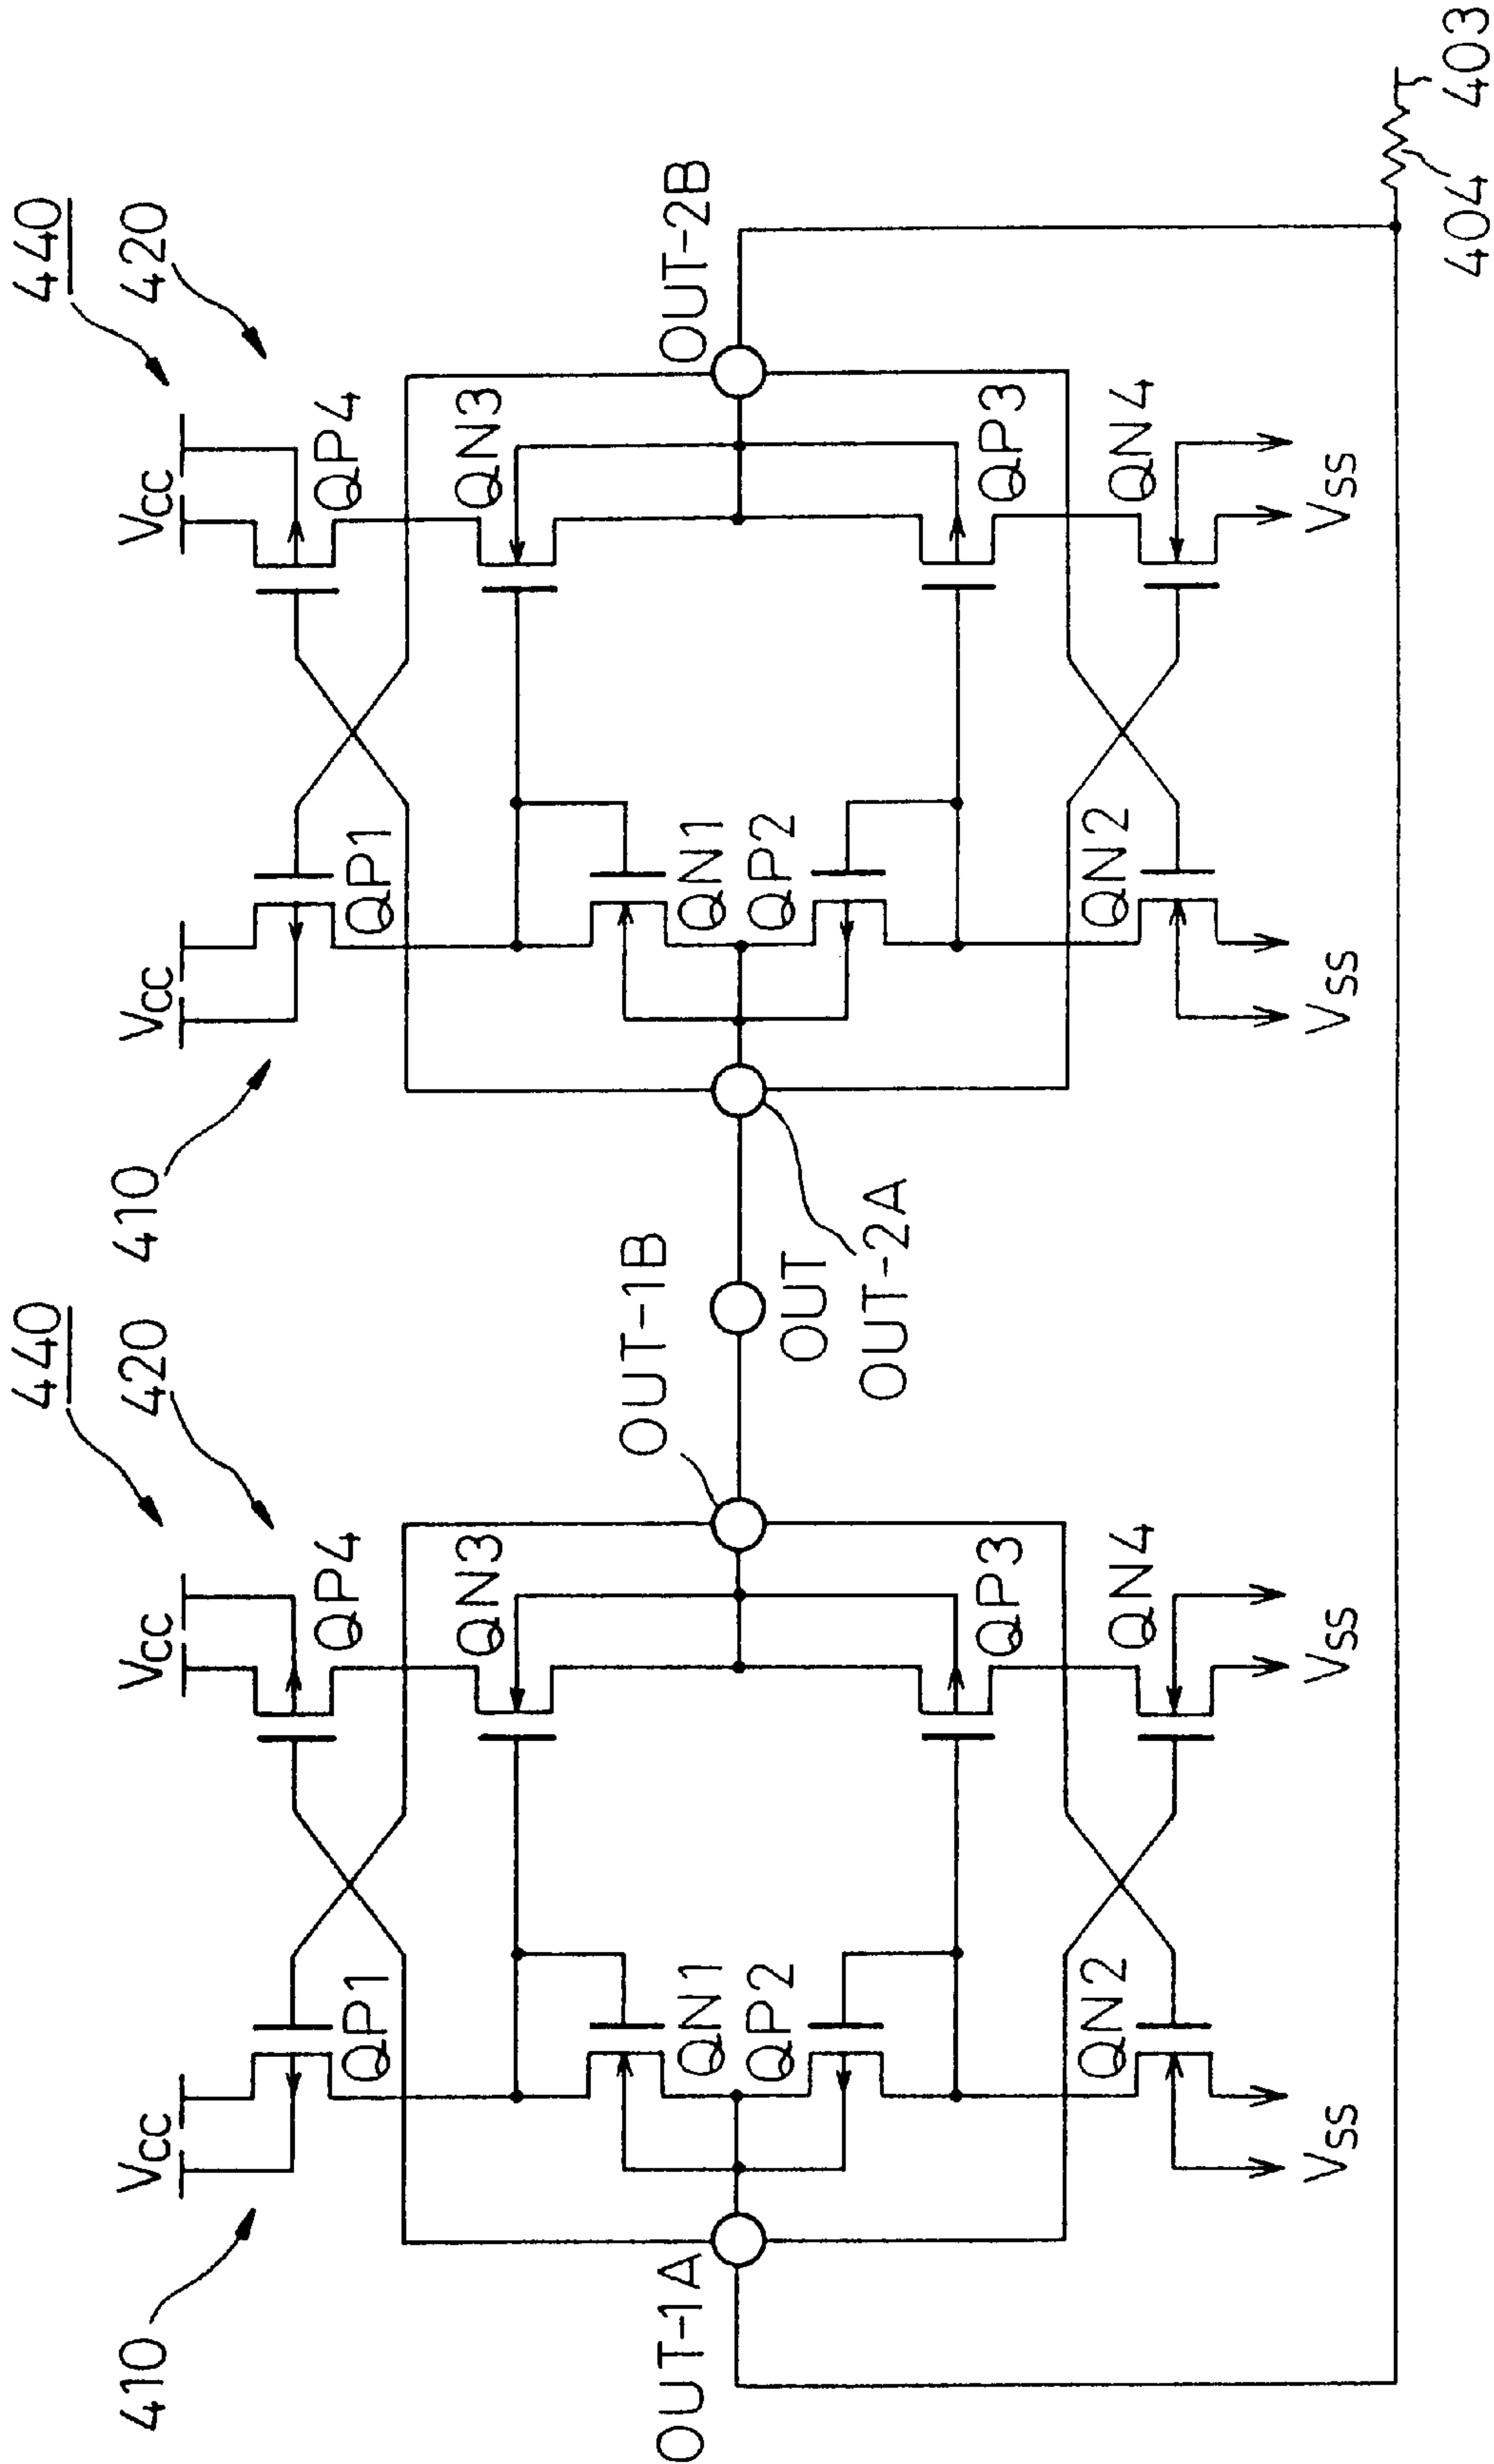 440
440
410
VCC
VCC
420
410
VCC
VCC
420
QP1
QP4
QP1
QP4
QN3
QN3
OUT-1A
OUT-1B
OUT-2B
QN1
QN1
QP2
QP2
OUT
OUT-2A
QP3
QP3
QN2
QN4
QN2
QN4
VSS
VSS
VSS
VSS
404
403